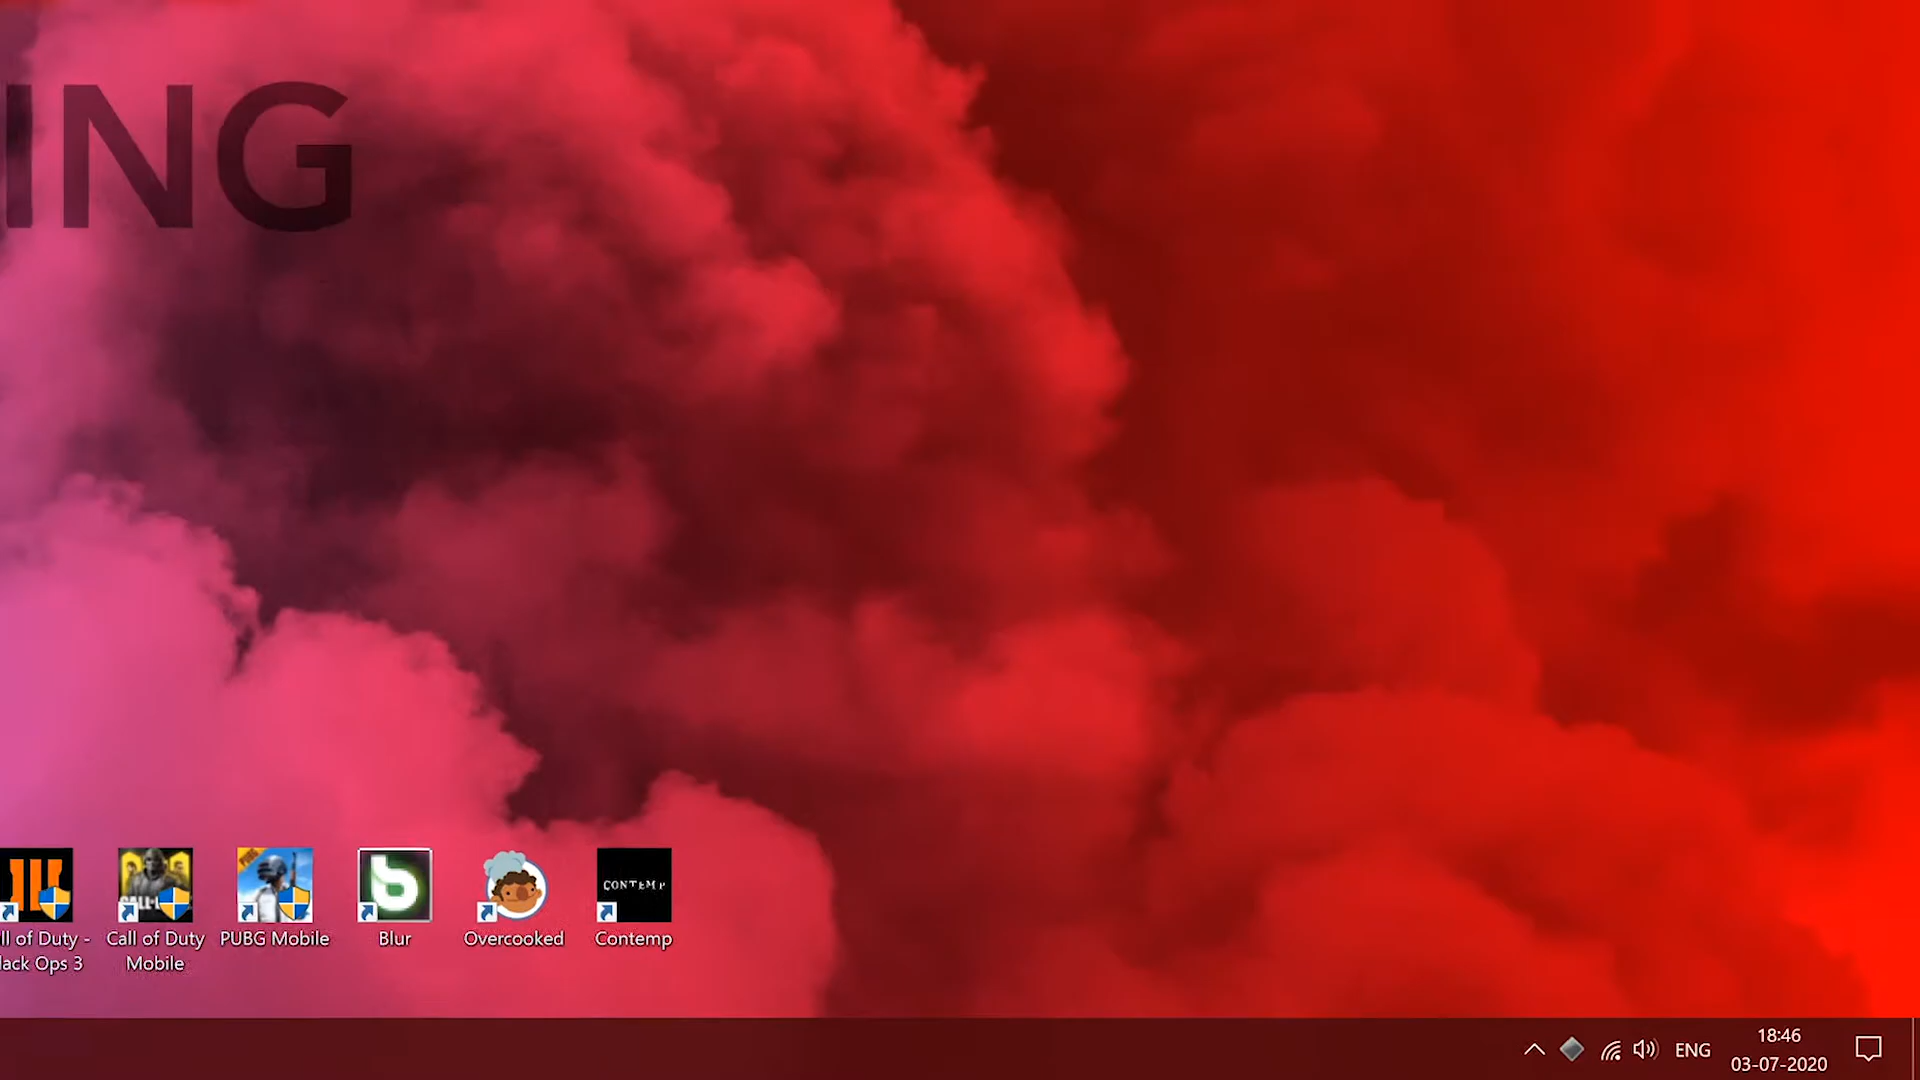 ING
ll of Duty -
lack Ops 3
Call of Duty
Mobile
PUBG Mobile
Blur
Overcooked
CONTEMP
Contemp
ENG
18:46
03-07-2020